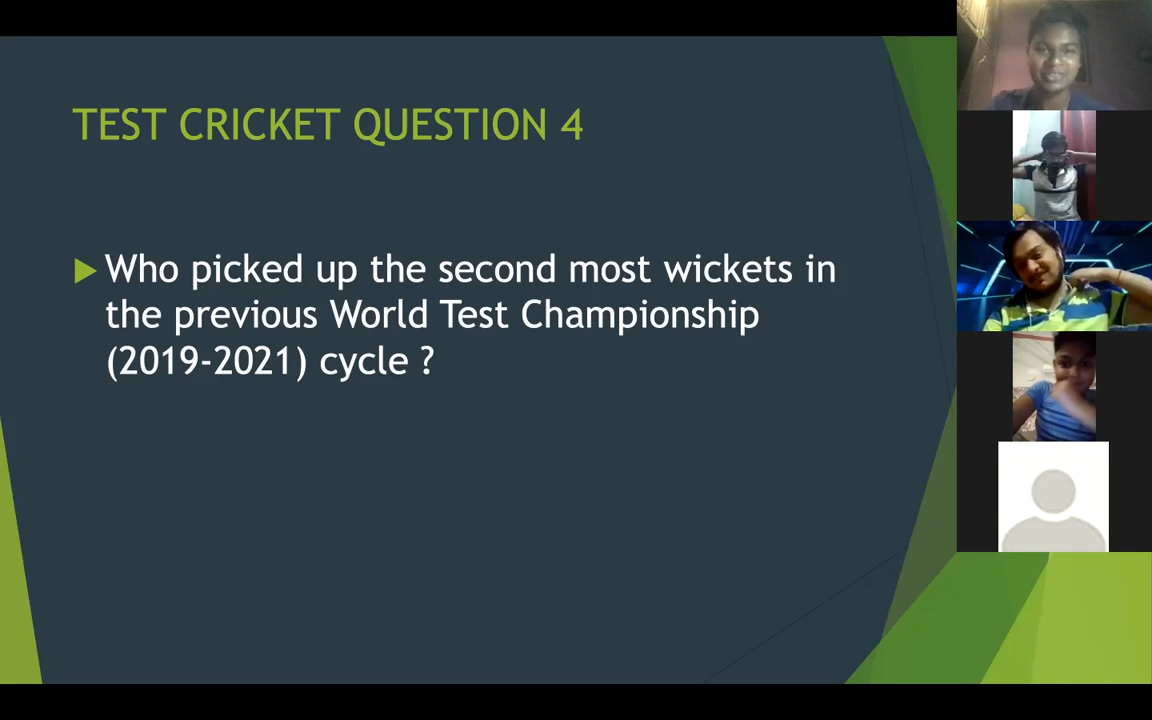 TEST CRICKET QUESTION 4
Who picked up the second most wickets in
the previous World Test Championship
(2019-2021) cycle ?